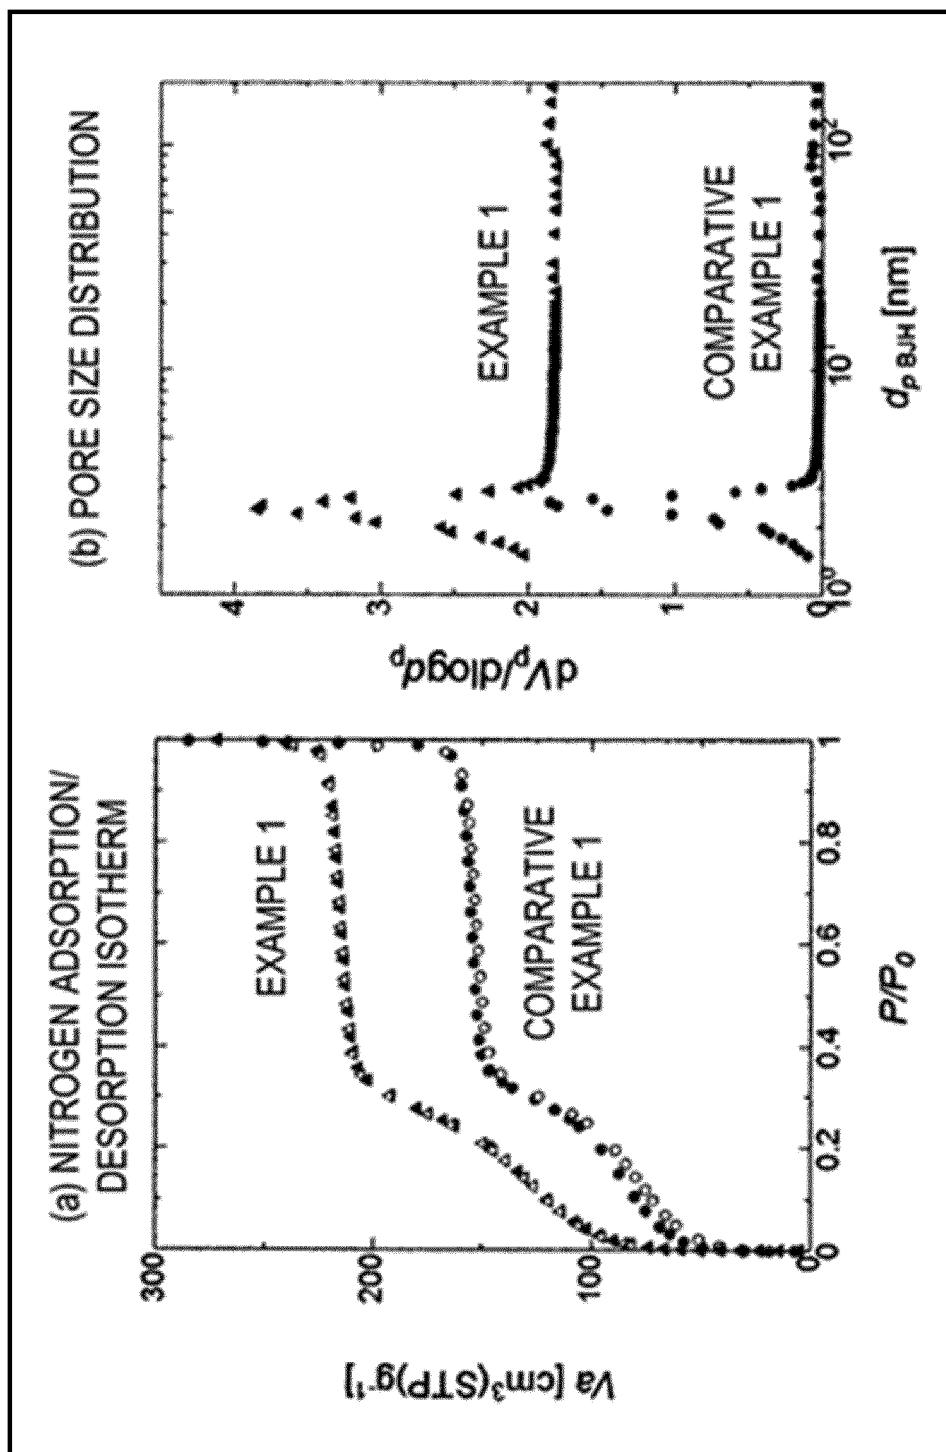 (a) NITROGEN ADSORPTION/
DESORPTION ISOTHERM
300
200
100
0
Va [cm³(STP)g⁻¹]
EXAMPLE 1
COMPARATIVE
EXAMPLE 1
0
0.2
0.4
0.6
0.8
1
P/P₀
(b) PORE SIZE DISTRIBUTION
4
3
2
1
0
dVₚ/dlogdₚ
EXAMPLE 1
COMPARATIVE
EXAMPLE 1
10⁰
10¹
10²
dₚ BJH [nm]